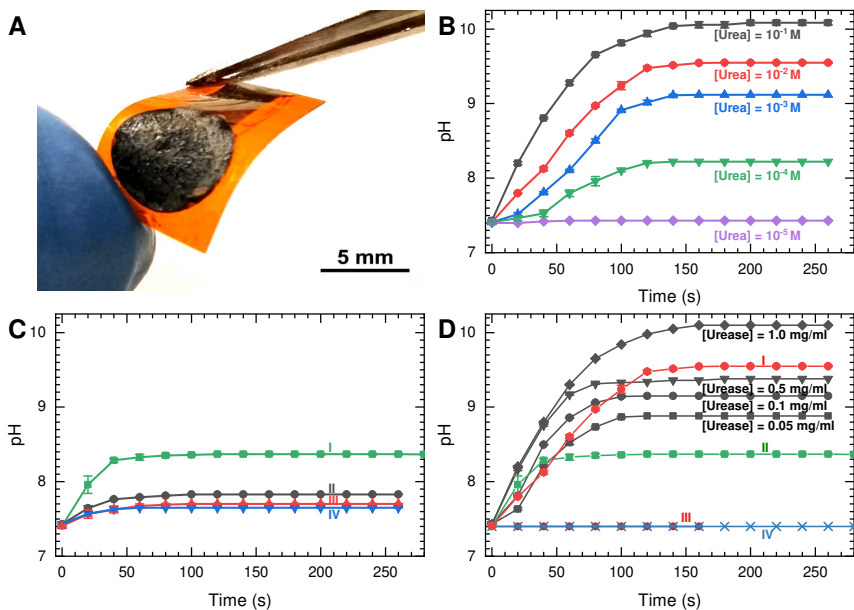 A
5 mm
B
10
9
8
7
pH
0 50 100 150 200 250
Time (s)
[Urea] = 10⁻¹ M
[Urea] = 10⁻² M
[Urea] = 10⁻³ M
[Urea] = 10⁻⁴ M
[Urea] = 10⁻⁵ M
C
10
9
8
7
pH
0 50 100 150 200 250
Time (s)
I
II
III
IV
D
10
9
8
7
pH
0 50 100 150 200 250
Time (s)
[Urease] = 1.0 mg/ml
I
[Urease] = 0.5 mg/ml
[Urease] = 0.1 mg/ml
[Urease] = 0.05 mg/ml
II
III
IV